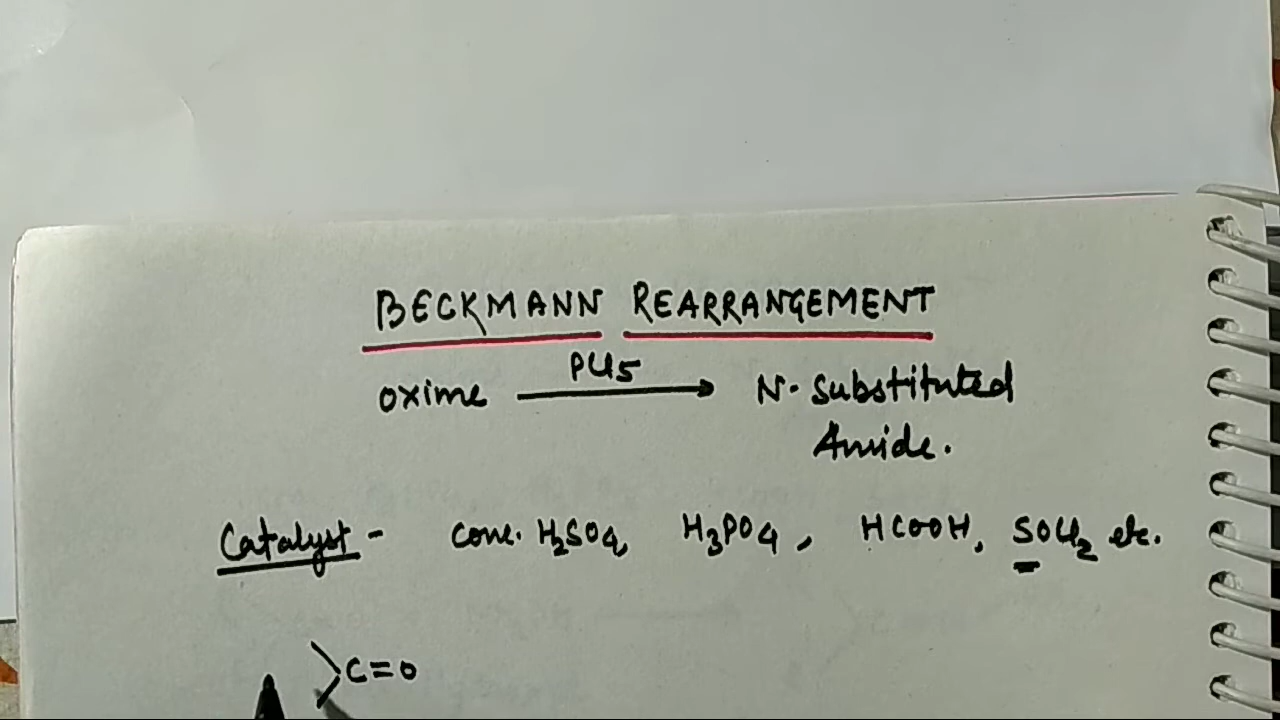 BECKMANN REARRANGEMENT
PCl5
oxime ⟶ N-Substituted
Amide.
Catalyst - conc. H2SO4, H3PO4, HCOOH, SOCl2 etc.
>C=O